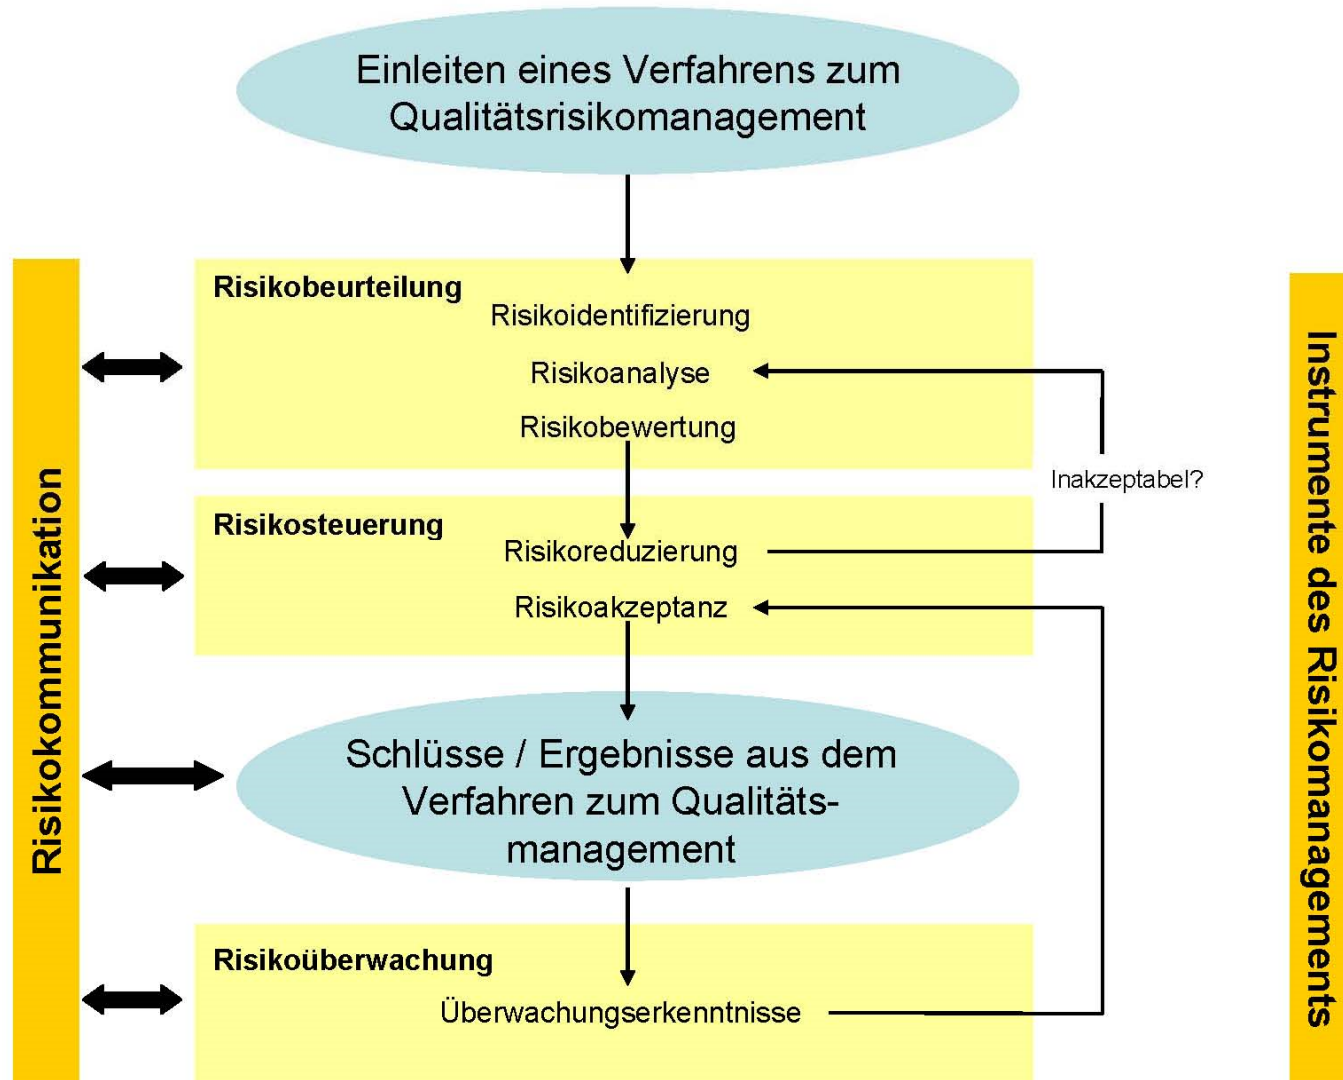 Einleiten eines Verfahrens zum
Qualitätsrisikomanagement
Risikobeurteilung
Risikoidentifizierung
Risikoanalyse
Risikobewertung
Inakzeptabel?
Risikosteuerung
Risikoreduzierung
Risikoakzeptanz
Schlüsse / Ergebnisse aus dem
Verfahren zum Qualitäts-
management
Risikoüberwachung
Überwachungserkenntnisse
Risikokommunikation
Instrumente des Risikomanagements